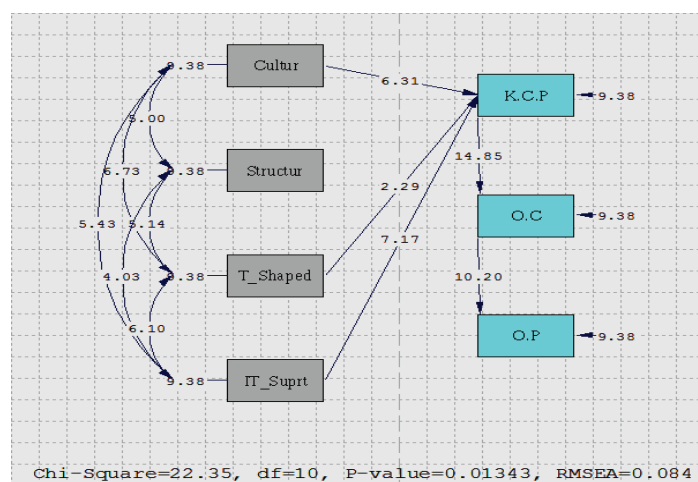 9.38 Cultur
6.31
K.C.P 9.38
5.00
14.85
6.73 9.38 Structur
2.29
5.43 5.14
O.C 9.38
7.17
4.03 9.38 T_Shaped
10.20
6.10
O.P 9.38
9.38 IT_Suprt
Chi-Square=22.35, df=10, P-value=0.01343, RMSEA=0.084